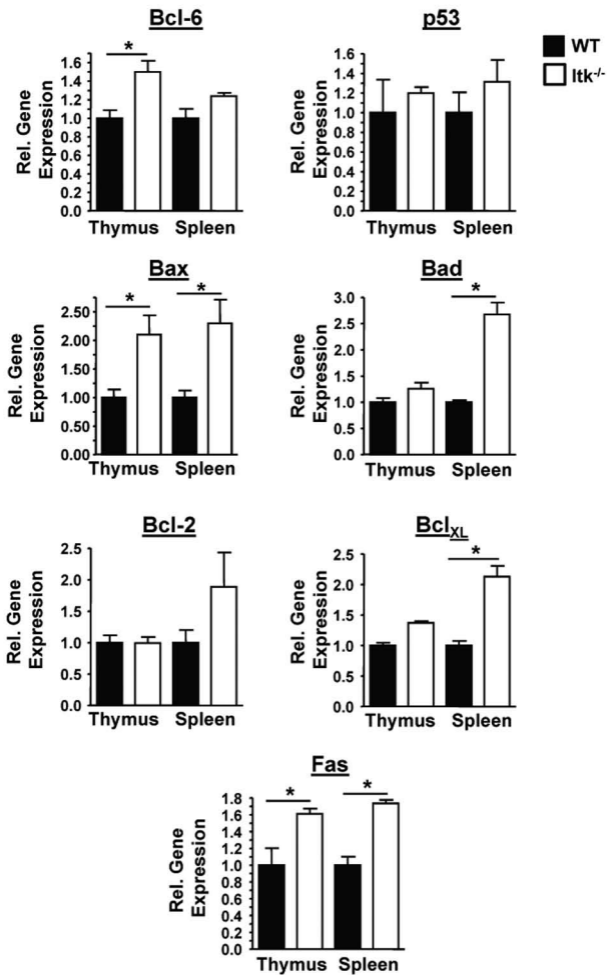 Bcl-6
Rel. Gene
Expression
1.6
1.4
1.2
1.0
1.6
1.4
0.6
0.4
0.2
0.0
*
Thymus Spleen
p53
Rel. Gene
Expression
1.6
1.4
1.2
1.0
0.8
0.6
0.4
0.2
0.0
Thymus Spleen
WT
Itk-/-
Bax
Rel. Gene
Expression
2.50
2.00
1.50
1.00
0.50
0.00
* *
Thymus Spleen
Bad
Rel. Gene
Expression
3.0
2.5
2.0
1.5
1.0
0.5
0.0
*
Thymus Spleen
Bcl-2
Rel. Gene
Expression
2.5
2.0
1.5
1.0
0.5
0.0
Thymus Spleen
BclXL
Rel. Gene
Expression
2.5
2.0
1.5
1.0
0.5
0.0
*
Thymus Spleen
Fas
Rel. Gene
Expression
1.8
1.6
1.4
1.2
1.0
0.8
0.6
0.4
0.2
0.0
* *
Thymus Spleen